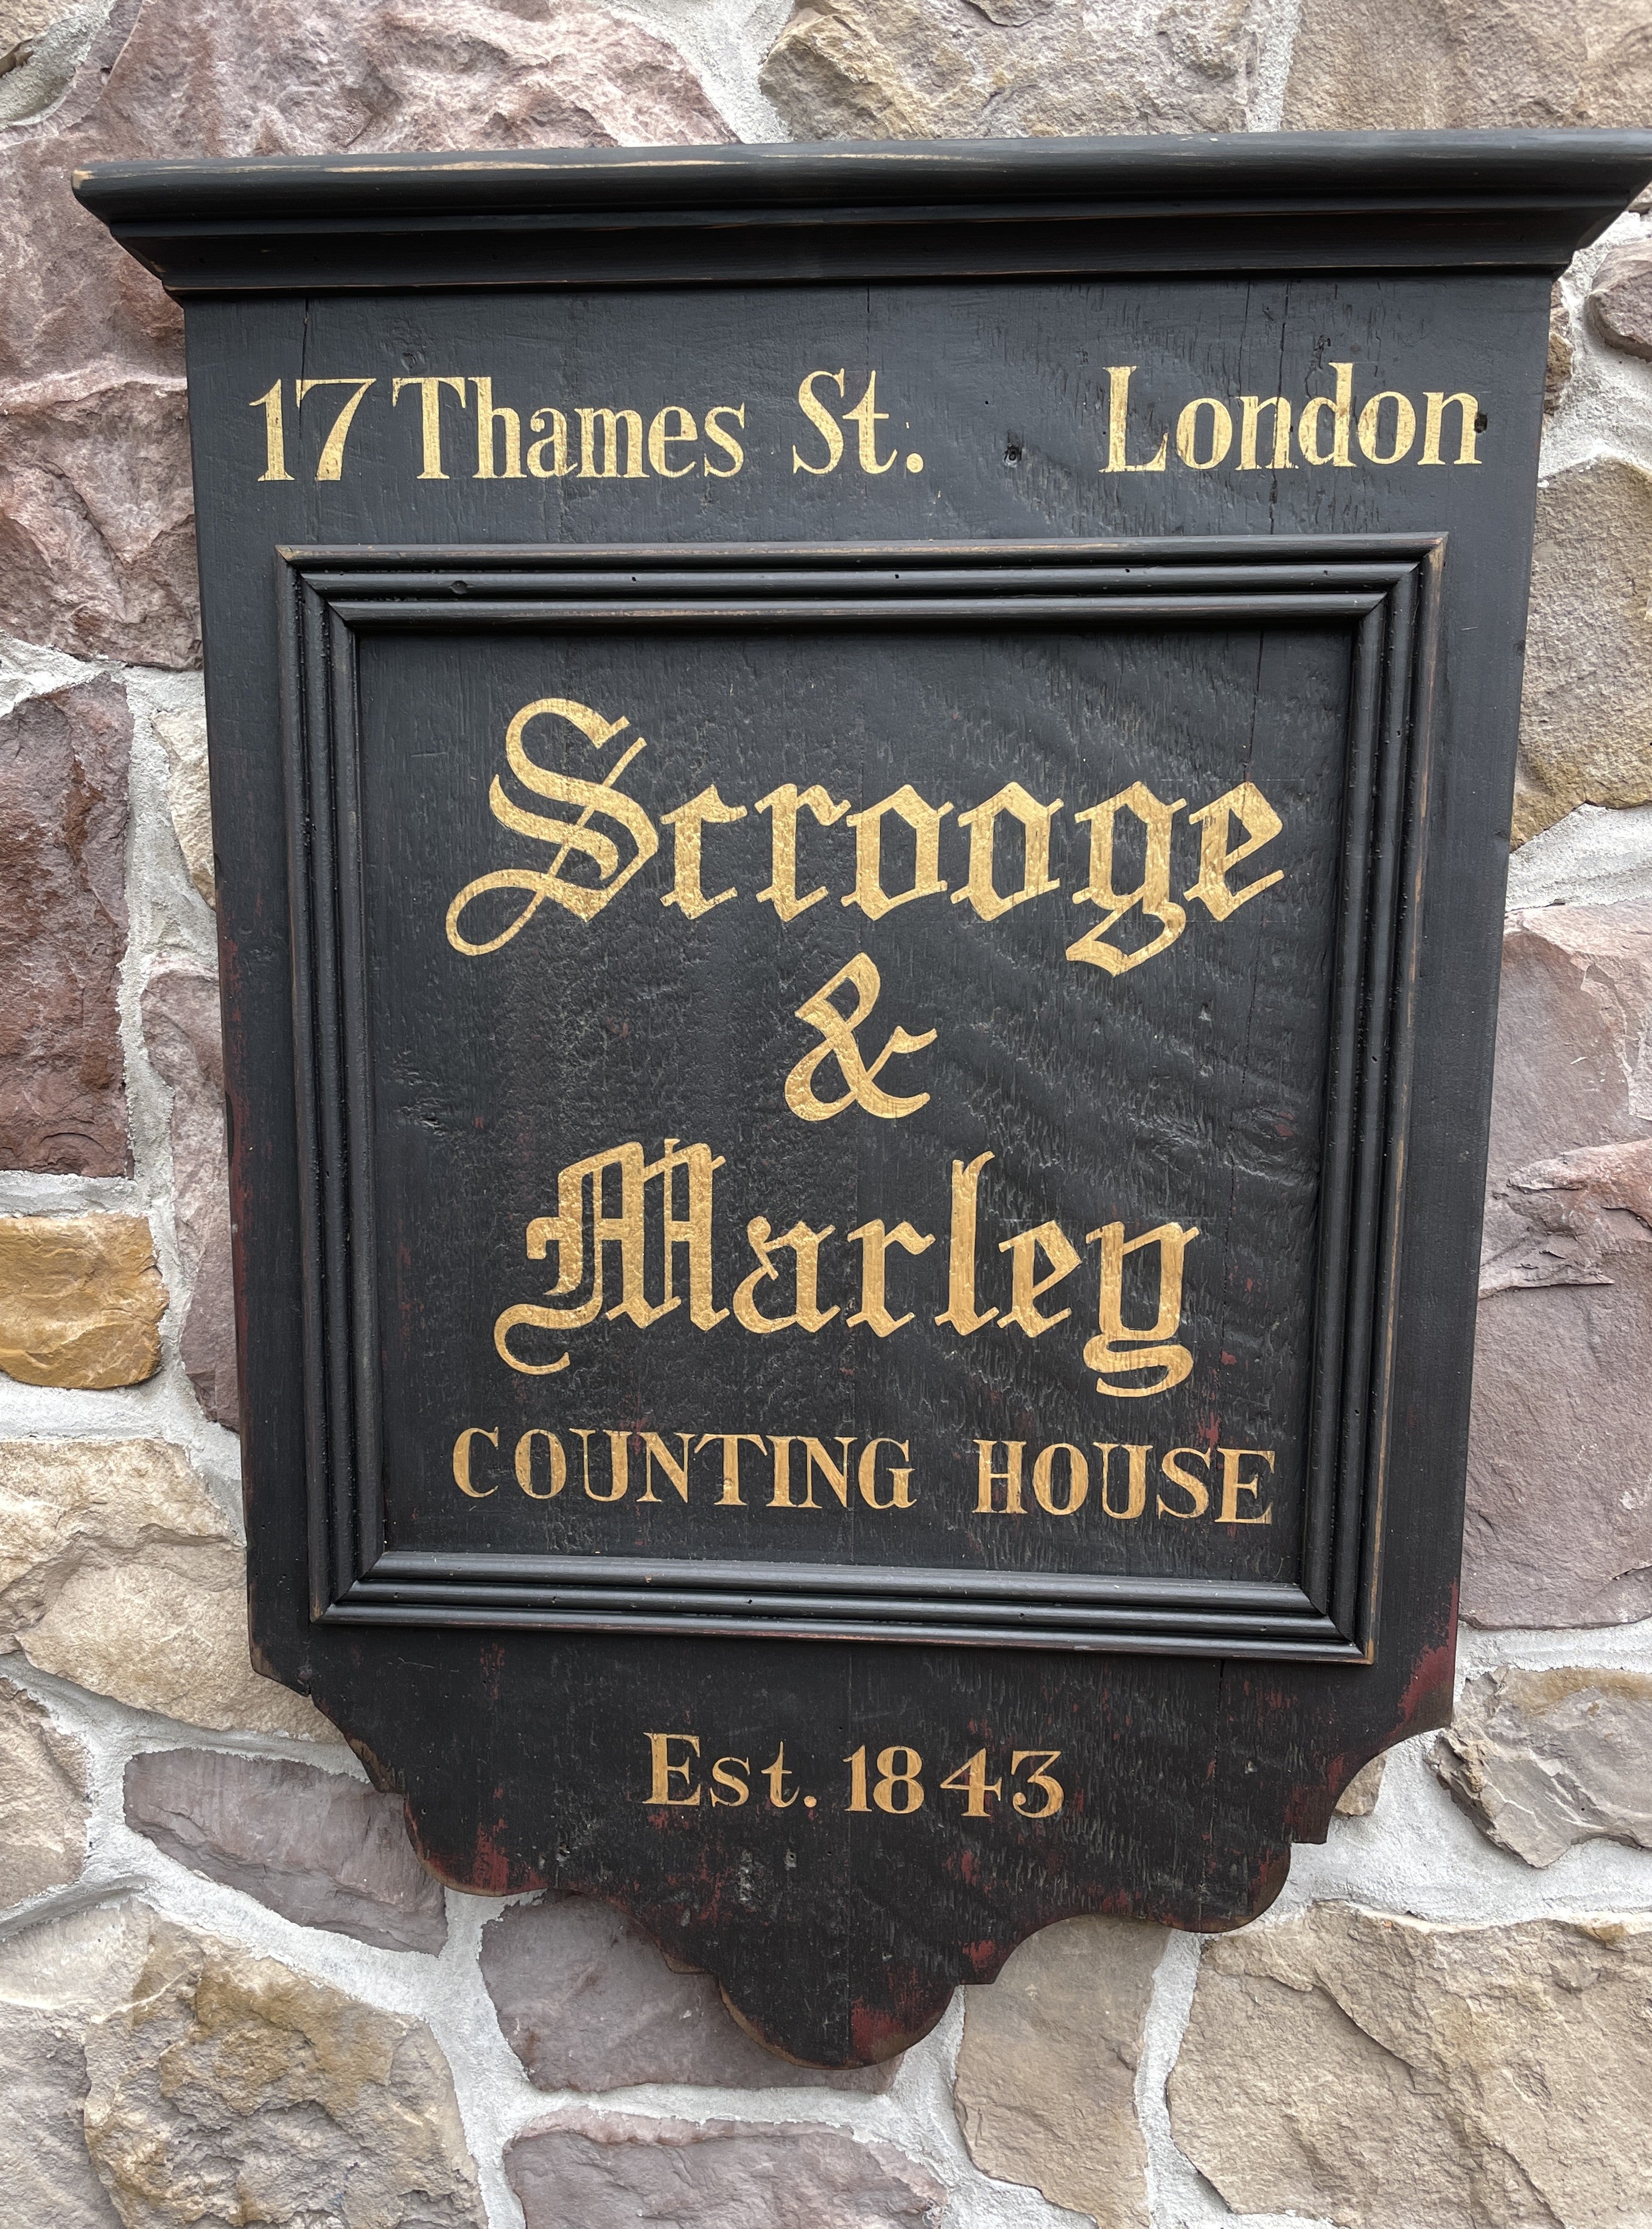 17 Thames St. London
Scrooge
&
Marley
COUNTING HOUSE
Est. 1843